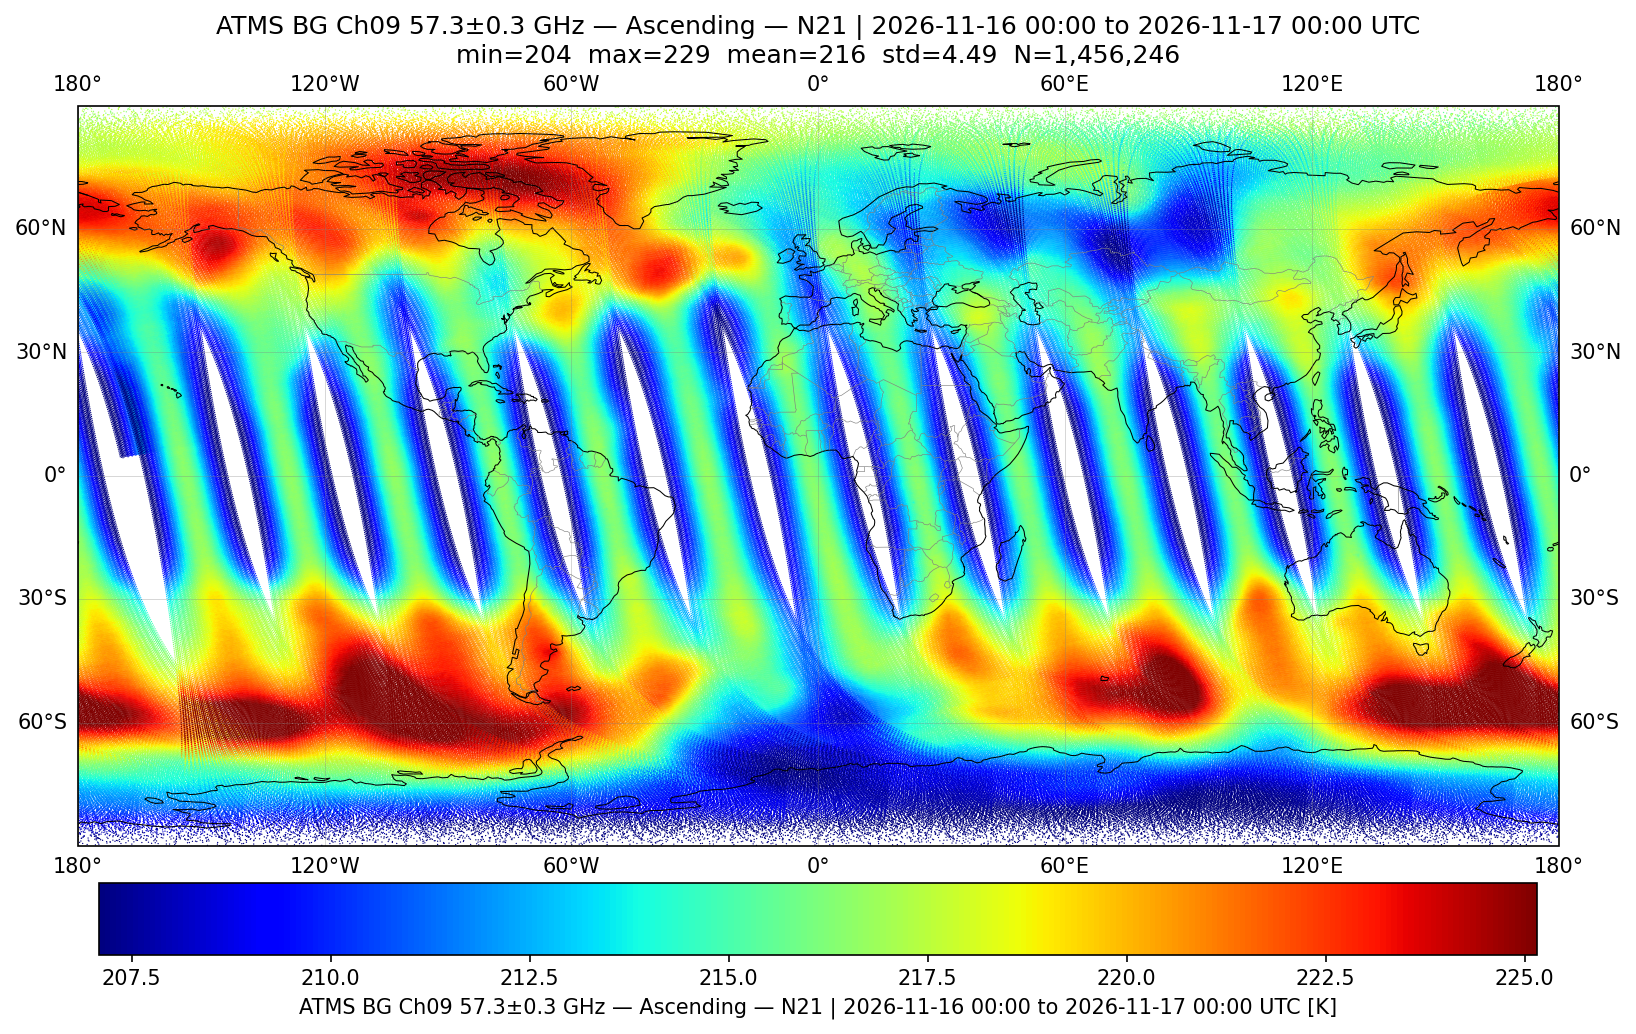 ATMS BG Ch09 57.3±0.3 GHz — Ascending — N21 | 2026-11-16 00:00 to 2026-11-17 00:00 UTC
min=204 max=229 mean=216 std=4.49 N=1,456,246
180° 120°W 60°W 0° 60°E 120°E 180°
60°N 60°N
30°N 30°N
0° 0°
30°S 30°S
60°S 60°S
180° 120°W 60°W 0° 60°E 120°E 180°
207.5 210.0 212.5 215.0 217.5 220.0 222.5 225.0
ATMS BG Ch09 57.3±0.3 GHz — Ascending — N21 | 2026-11-16 00:00 to 2026-11-17 00:00 UTC [K]